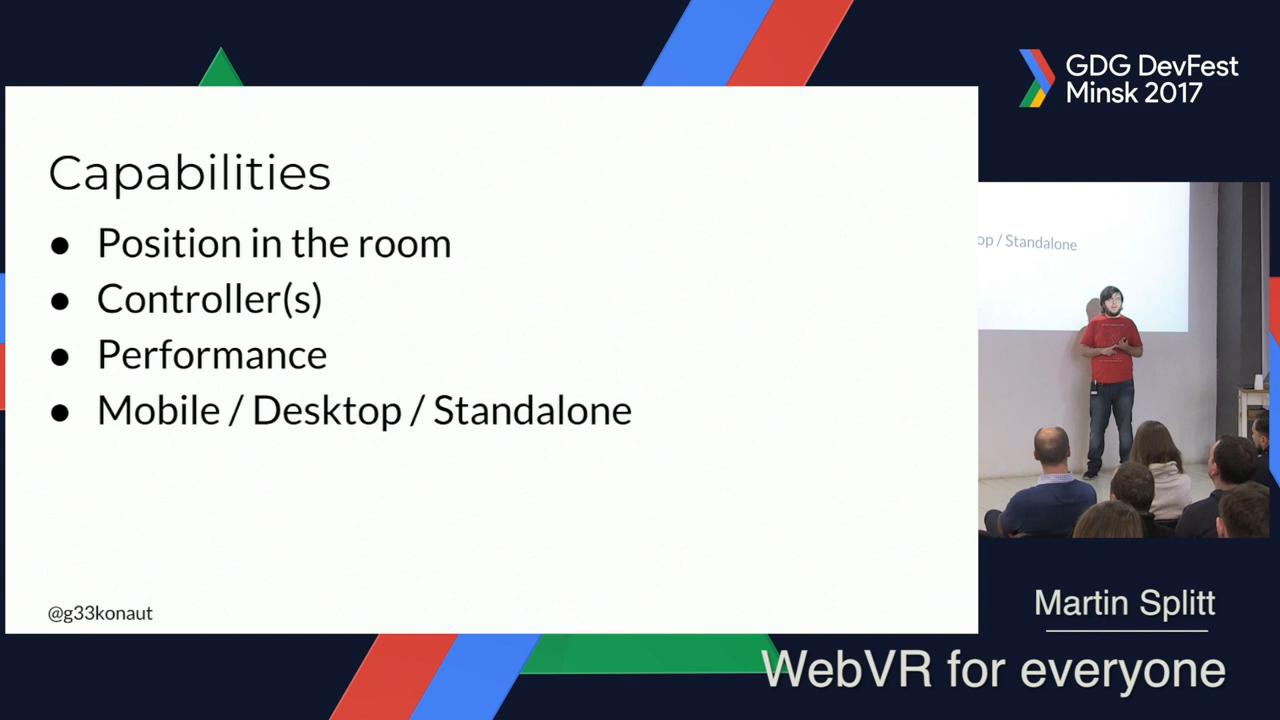 GDG DevFest
Minsk 2017
Capabilities
● Position in the room
● Controller(s)
● Performance
● Mobile / Desktop / Standalone
@g33konaut
op / Standalone
Martin Splitt
WebVR for everyone